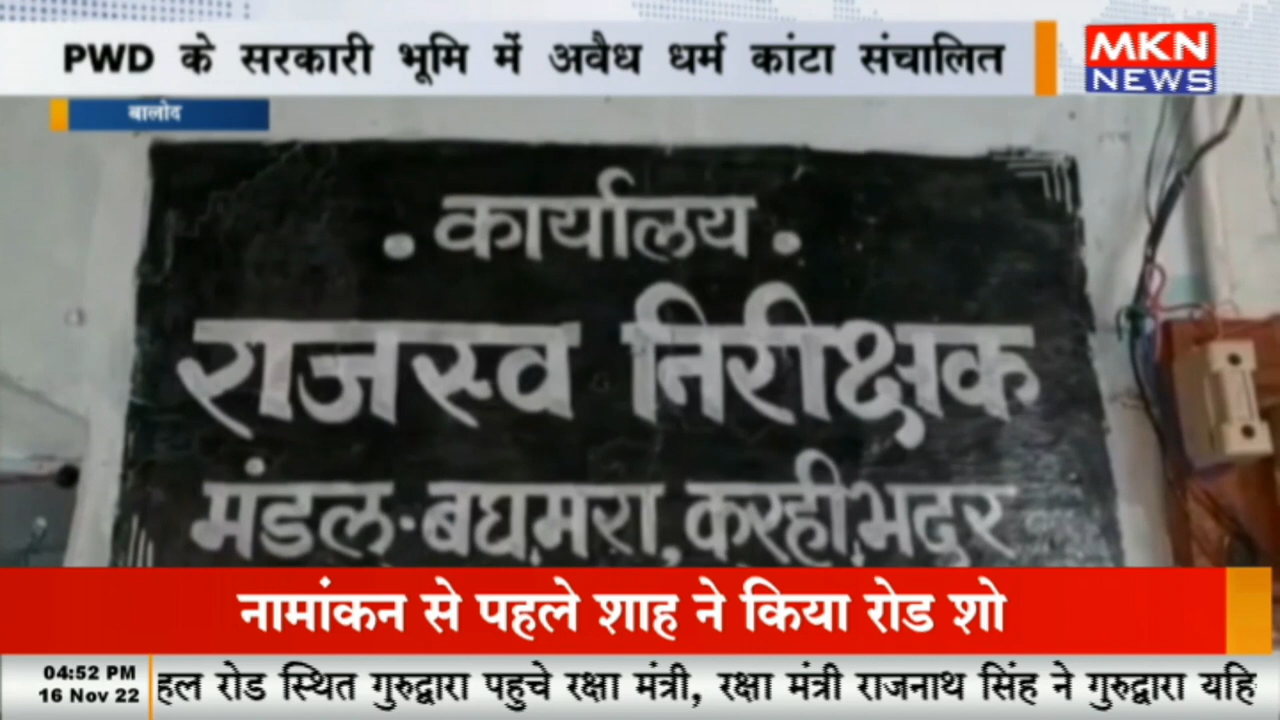 PWD के सरकारी भूमि में अवैध धर्म कांटा संचालित
MKN
NEWS
बालोद
कार्यालय
राजस्व निरीक्षक
मंडल-बघमरा, करहीभदर
नामांकन से पहले शाह ने किया रोड शो
04:52 PM
16 Nov 22
हल रोड स्थित गुरुद्वारा पहुचे रक्षा मंत्री, रक्षा मंत्री राजनाथ सिंह ने गुरुद्वारा यहि